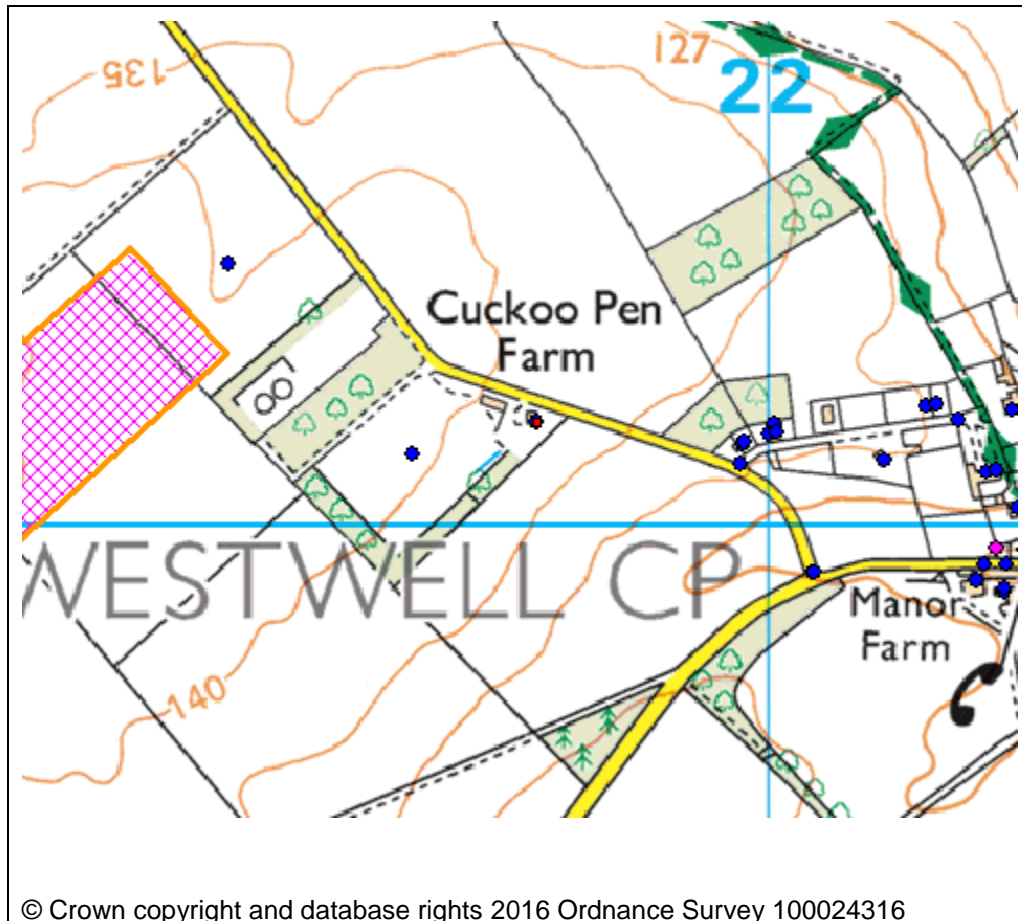 135
127
22
Cuckoo Pen
Farm
WESTWELL CP
Manor
Farm
140
© Crown copyright and database rights 2016 Ordnance Survey 100024316